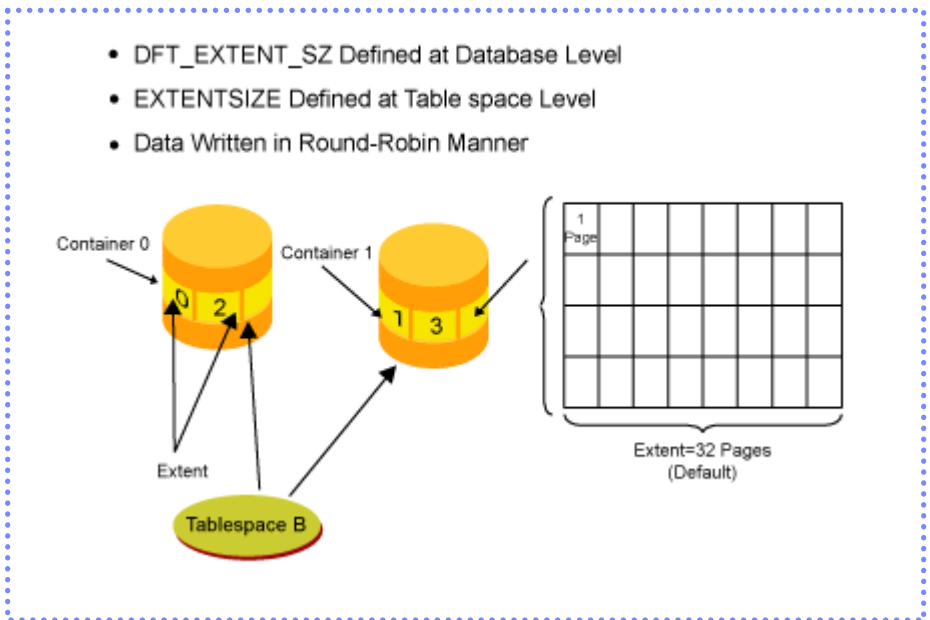 • DFT_EXTENT_SZ Defined at Database Level
• EXTENTSIZE Defined at Table space Level
• Data Written in Round-Robin Manner
Container 0
Container 1
0
2
1
3
1
Page
Extent=32 Pages
(Default)
Extent
Tablespace B